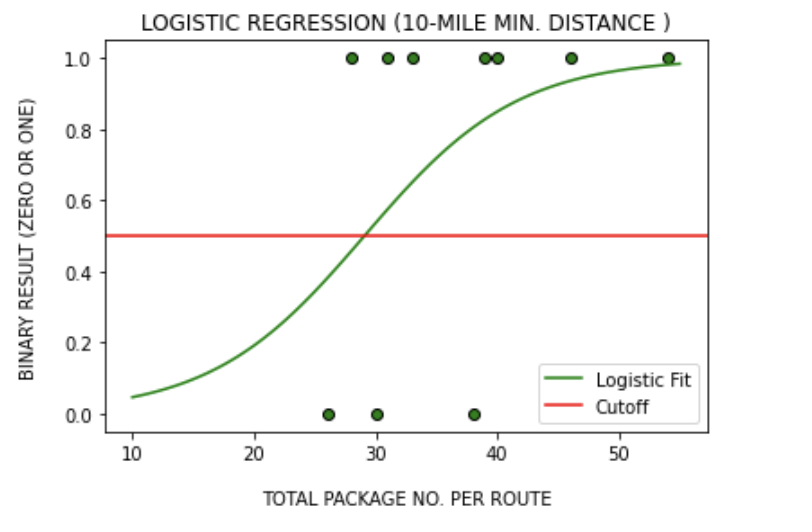 LOGISTIC REGRESSION (10-MILE MIN. DISTANCE )
BINARY RESULT (ZERO OR ONE)
1.0
0.8
0.6
0.4
0.2
0.0
Logistic Fit
Cutoff
10 20 30 40 50
TOTAL PACKAGE NO. PER ROUTE